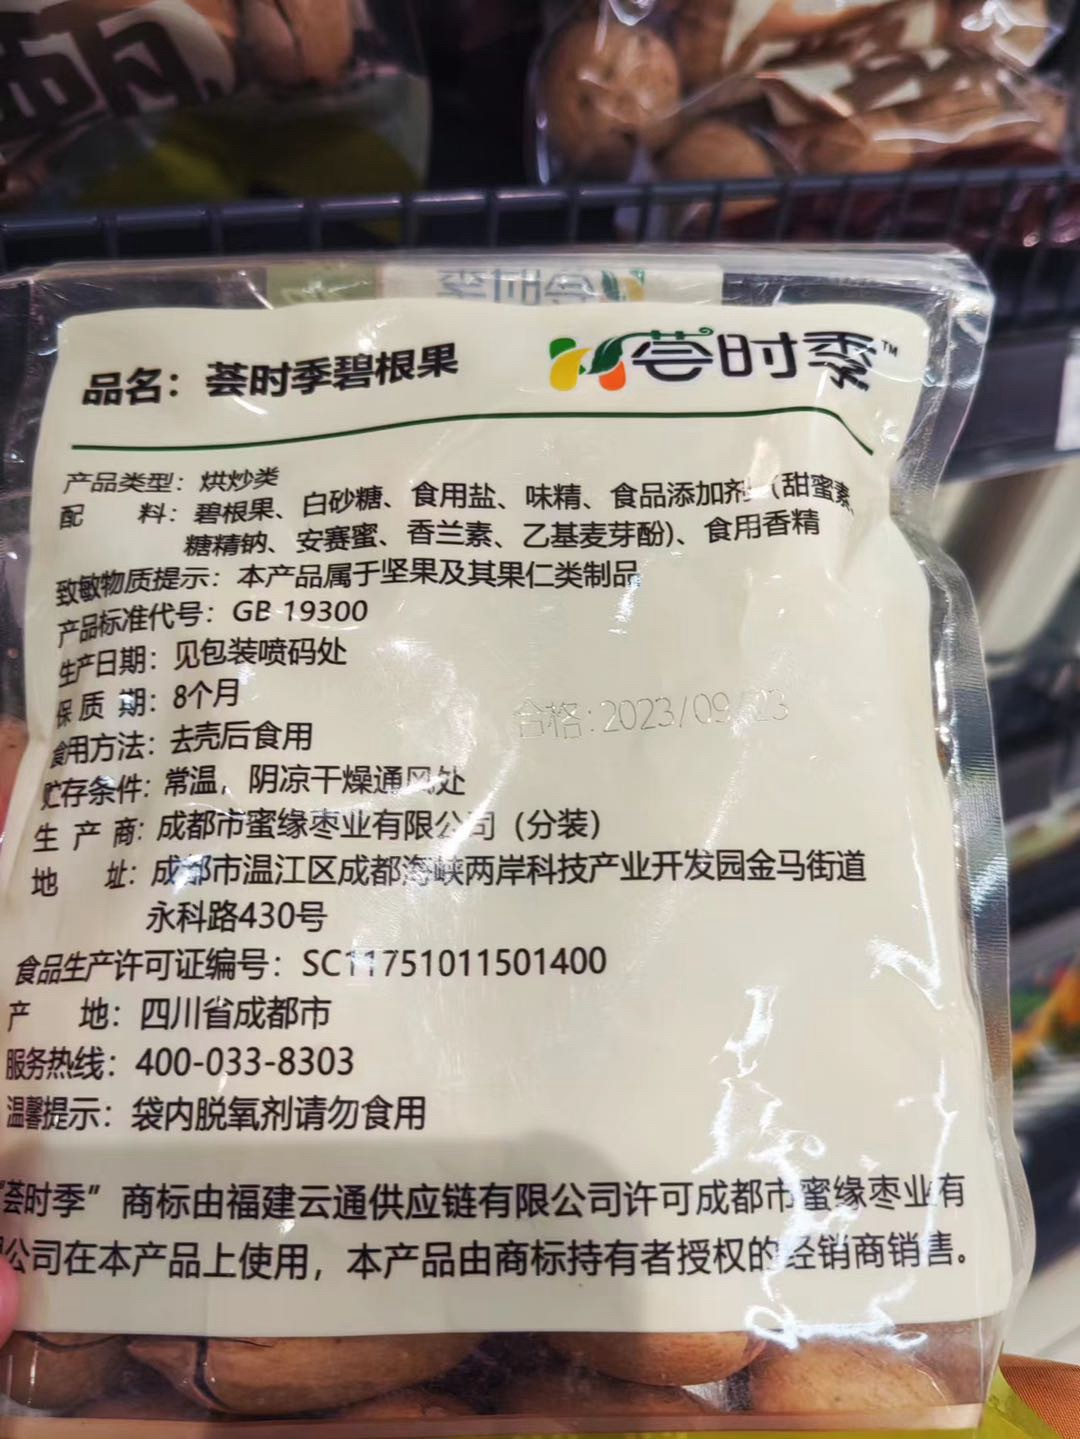 荟时季™
品名：荟时季碧根果
产品类型：烘炒类
配 料：碧根果、白砂糖、食用盐、味精、食品添加剂（甜蜜素、
糖精钠、安赛蜜、香兰素、乙基麦芽酚)、食用香精
致敏物质提示：本产品属于坚果及其果仁类制品
产品标准代号：GB 19300
生产日期：见包装喷码处
保 质 期：8个月
合格:2023/09/23
食用方法：去壳后食用
贮存条件: 常温，阴凉干燥通风处
生 产 商: 成都市蜜缘枣业有限公司（分装）
地 址: 成都市温江区成都海峡两岸科技产业开发园金马街道
永科路430号
食品生产许可证编号：SC11751011501400
产 地：四川省成都市
服务热线：400-033-8303
温馨提示：袋内脱氧剂请勿食用
“荟时季”商标由福建云通供应链有限公司许可成都市蜜缘枣业有
限公司在本产品上使用，本产品由商标持有者授权的经销商销售。